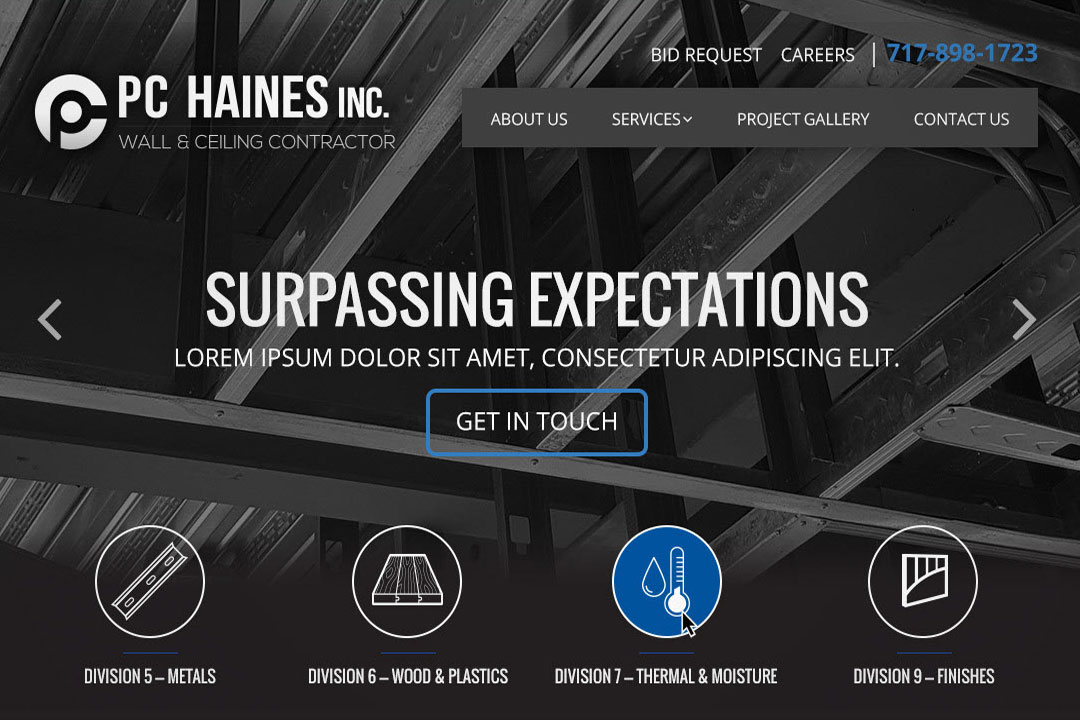 BID REQUEST CAREERS | 717-898-1723
PC HAINES INC.
WALL & CEILING CONTRACTOR
ABOUT US SERVICES PROJECT GALLERY CONTACT US
SURPASSING EXPECTATIONS
LOREM IPSUM DOLOR SIT AMET, CONSECTETUR ADIPISCING ELIT.
GET IN TOUCH
DIVISION 5 – METALS DIVISION 6 – WOOD & PLASTICS DIVISION 7 – THERMAL & MOISTURE DIVISION 9 – FINISHES